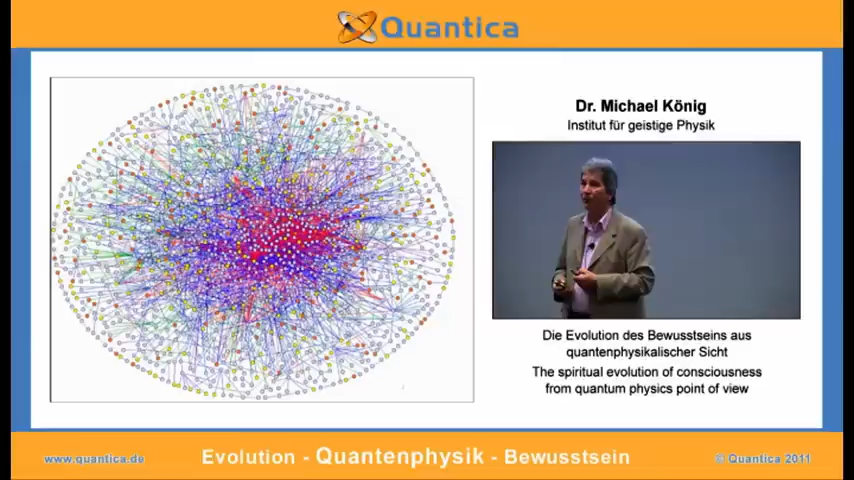 Quantica
Dr. Michael König
Institut für geistige Physik
Die Evolution des Bewusstseins aus
quantenphysikalischer Sicht
The spiritual evolution of consciousness
from quantum physics point of view
www.quantica.de
Evolution - Quantenphysik - Bewusstsein
© Quantica 2011